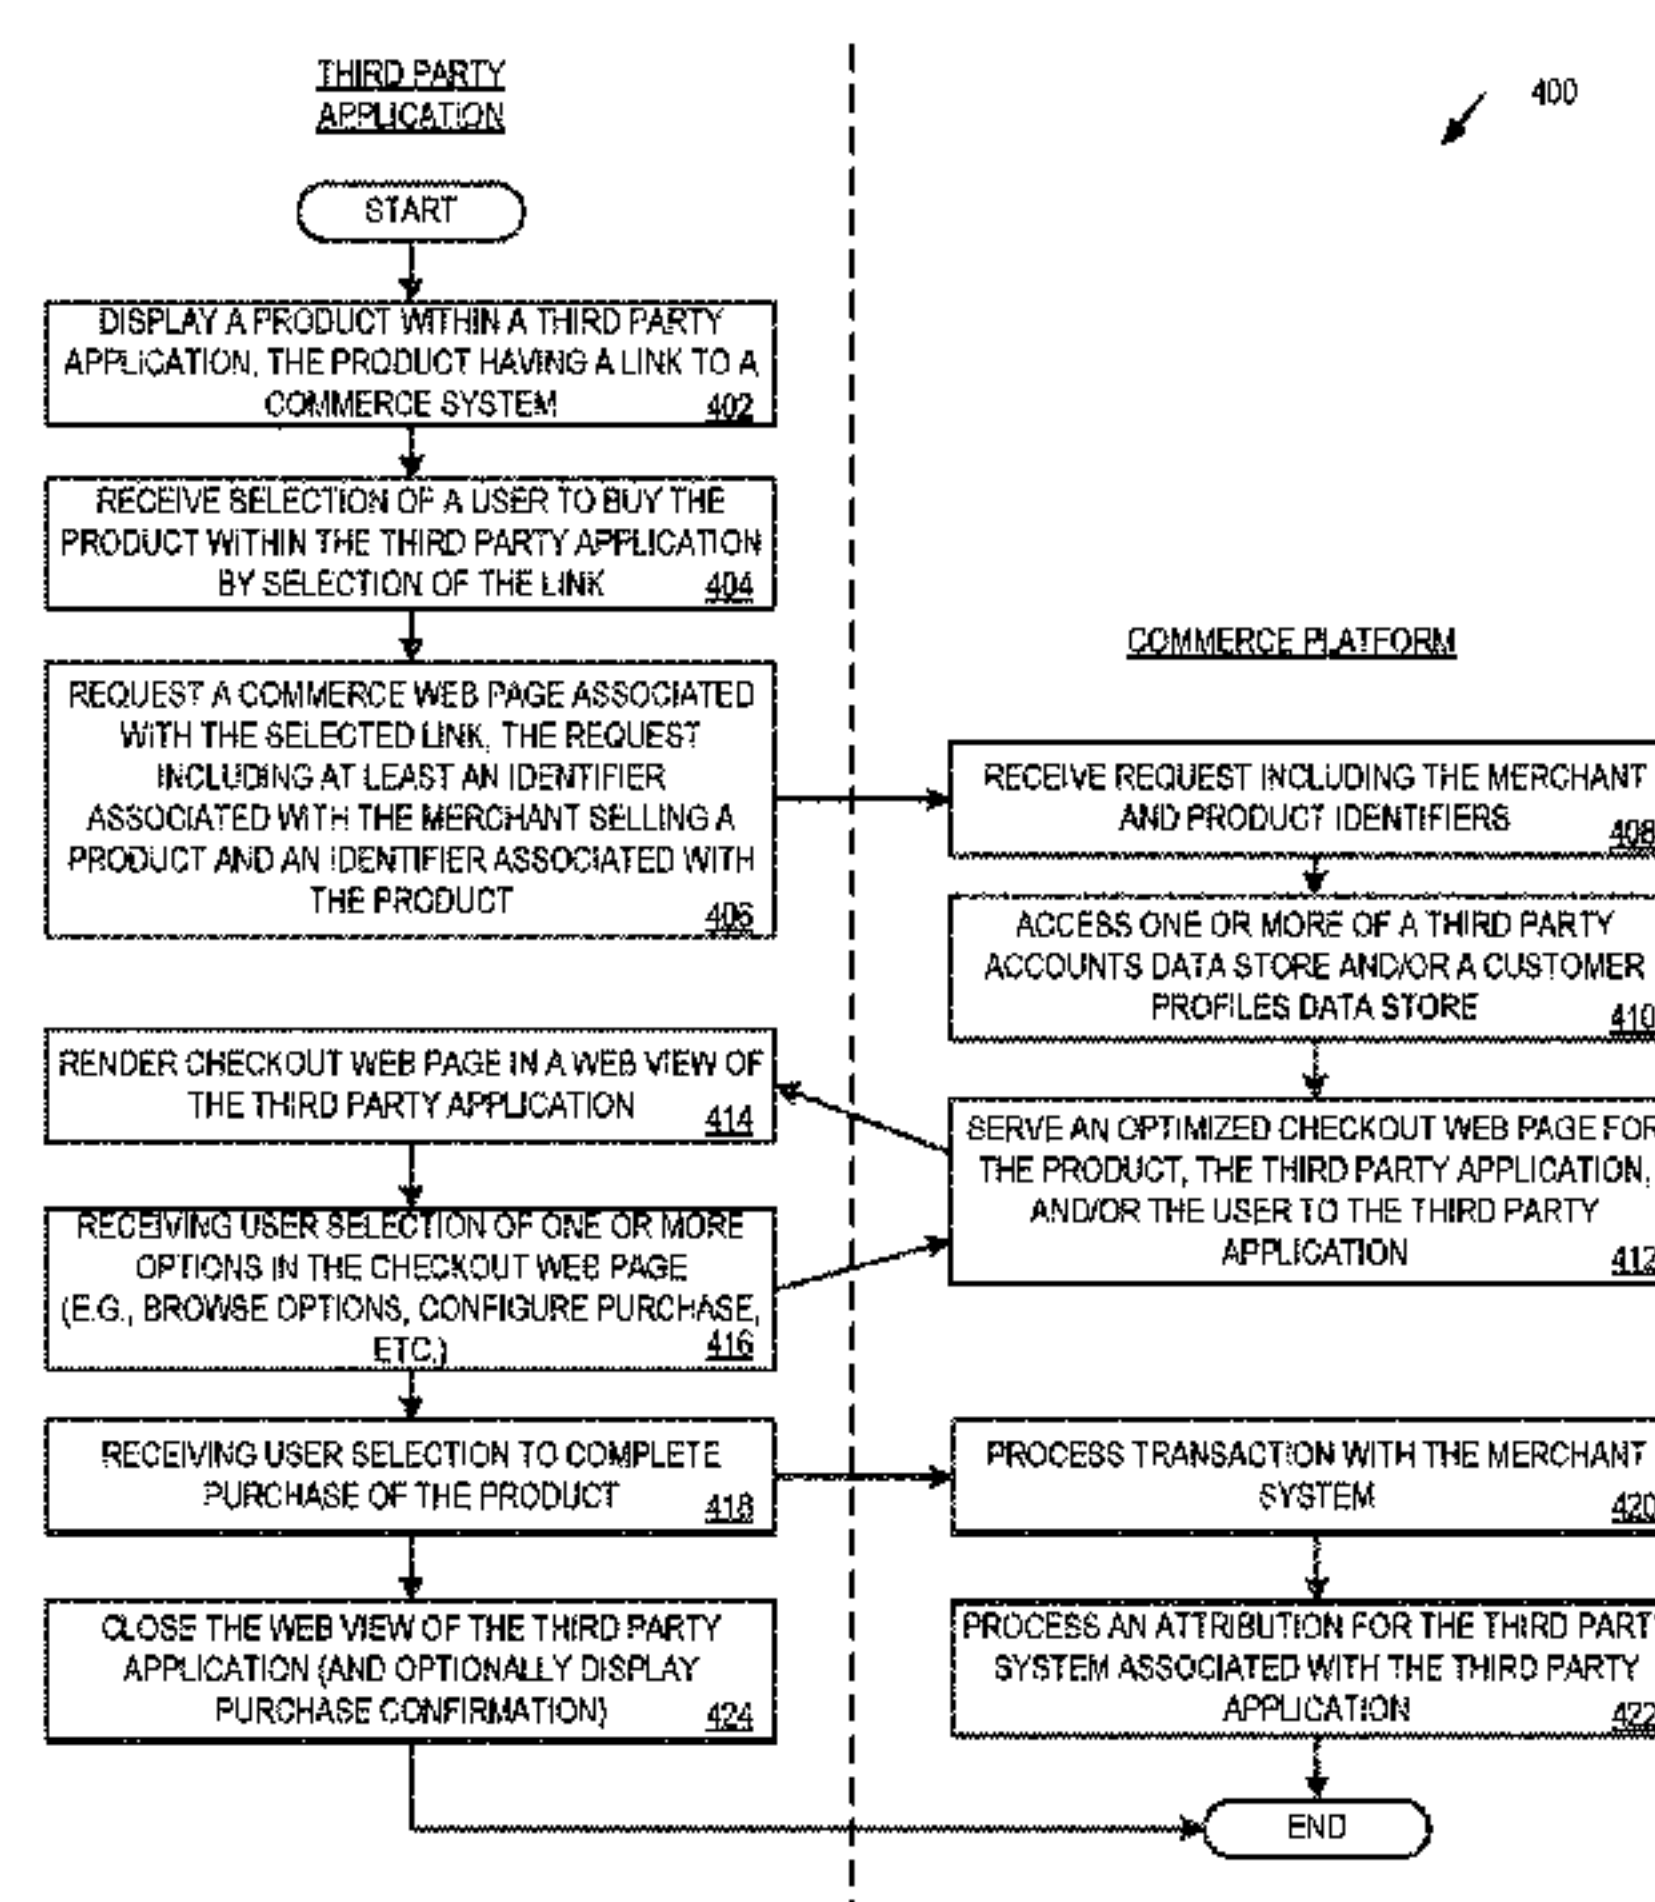 THIRD PARTY
APPLICATION
400
START
DISPLAY A PRODUCT WITHIN A THIRD PARTY
APPLICATION, THE PRODUCT HAVING A LINK TO A
COMMERCE SYSTEM 402
RECEIVE SELECTION OF A USER TO BUY THE
PRODUCT WITHIN THE THIRD PARTY APPLICATION
BY SELECTION OF THE LINK 404
REQUEST A COMMERCE WEB PAGE ASSOCIATED
WITH THE SELECTED LINK, THE REQUEST
INCLUDING AT LEAST AN IDENTIFIER
ASSOCIATED WITH THE MERCHANT SELLING A
PRODUCT AND AN IDENTIFIER ASSOCIATED WITH
THE PRODUCT 406
COMMERCE PLATFORM
RECEIVE REQUEST INCLUDING THE MERCHANT
AND PRODUCT IDENTIFIERS 408
ACCESS ONE OR MORE OF A THIRD PARTY
ACCOUNTS DATA STORE AND/OR A CUSTOMER
PROFILES DATA STORE 410
SERVE AN OPTIMIZED CHECKOUT WEB PAGE FOR
THE PRODUCT, THE THIRD PARTY APPLICATION,
AND/OR THE USER TO THE THIRD PARTY
APPLICATION 412
RENDER CHECKOUT WEB PAGE IN A WEB VIEW OF
THE THIRD PARTY APPLICATION 414
RECEIVING USER SELECTION OF ONE OR MORE
OPTIONS IN THE CHECKOUT WEB PAGE
(E.G., BROWSE OPTIONS, CONFIGURE PURCHASE,
ETC.) 416
RECEIVING USER SELECTION TO COMPLETE
PURCHASE OF THE PRODUCT 418
PROCESS TRANSACTION WITH THE MERCHANT
SYSTEM 420
PROCESS AN ATTRIBUTION FOR THE THIRD PARTY
SYSTEM ASSOCIATED WITH THE THIRD PARTY
APPLICATION 422
CLOSE THE WEB VIEW OF THE THIRD PARTY
APPLICATION (AND OPTIONALLY DISPLAY
PURCHASE CONFIRMATION) 424
END